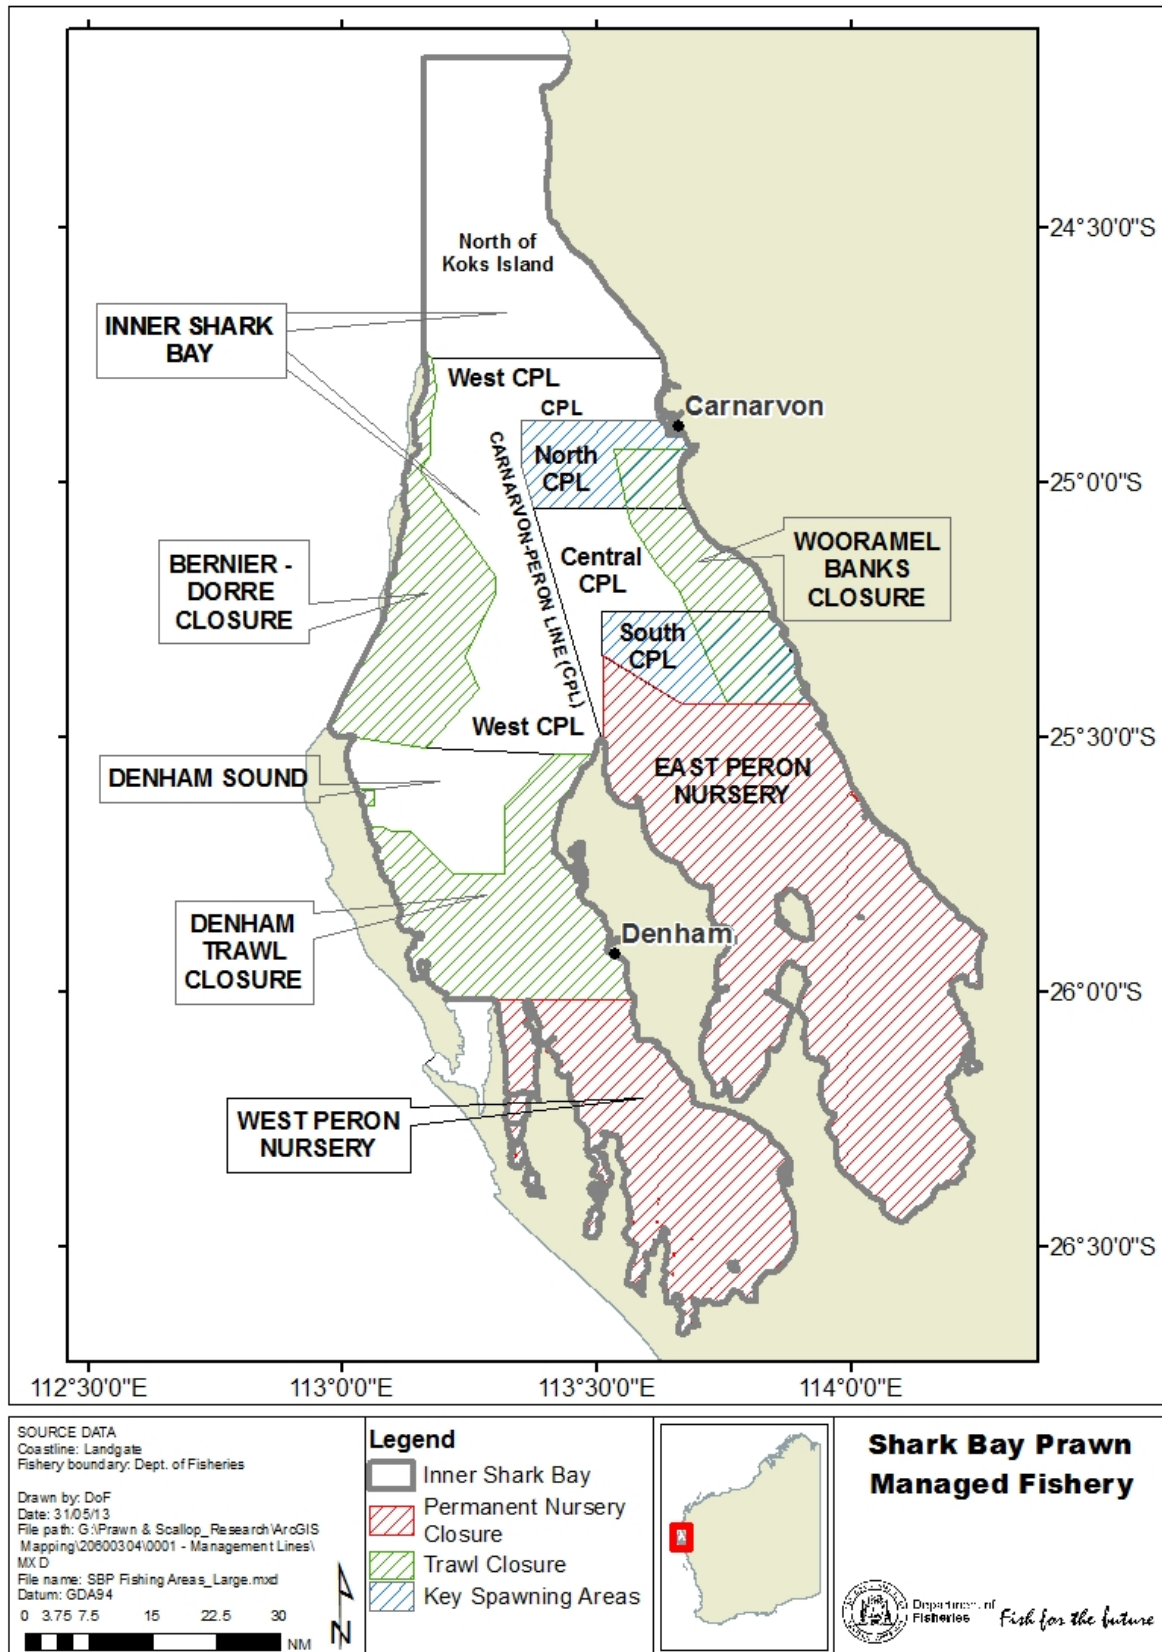 North of
Koks Island
24°30'0"S
INNER SHARK
BAY
West CPL
CPL
Carnarvon
North
CPL
CARNARVON-PERON LINE (CPL)
25°0'0"S
WOORAMEL
BANKS
CLOSURE
Central
CPL
BERNIER -
DORRE
CLOSURE
South
CPL
West CPL
25°30'0"S
DENHAM SOUND
EAST PERON
NURSERY
DENHAM
TRAWL
CLOSURE
Denham
26°0'0"S
WEST PERON
NURSERY
26°30'0"S
112°30'0"E
113°0'0"E
113°30'0"E
114°0'0"E
SOURCE DATA
Coastline: Landgate
Fishery boundary: Dept. of Fisheries
Drawn by: DoF
Date: 31/05/13
File path: G:\Prawn & Scallop_Research\ArcGIS
Mapping\20600304\0001 - Management Lines\
MXD
File name: SBP Fishing Areas_Large.mxd
Datum: GDA94
0 3.75 7.5 15 22.5 30
NM
N
Legend
Inner Shark Bay
Permanent Nursery
Closure
Trawl Closure
Key Spawning Areas
Shark Bay Prawn
Managed Fishery
Department of
Fisheries
Fish for the future